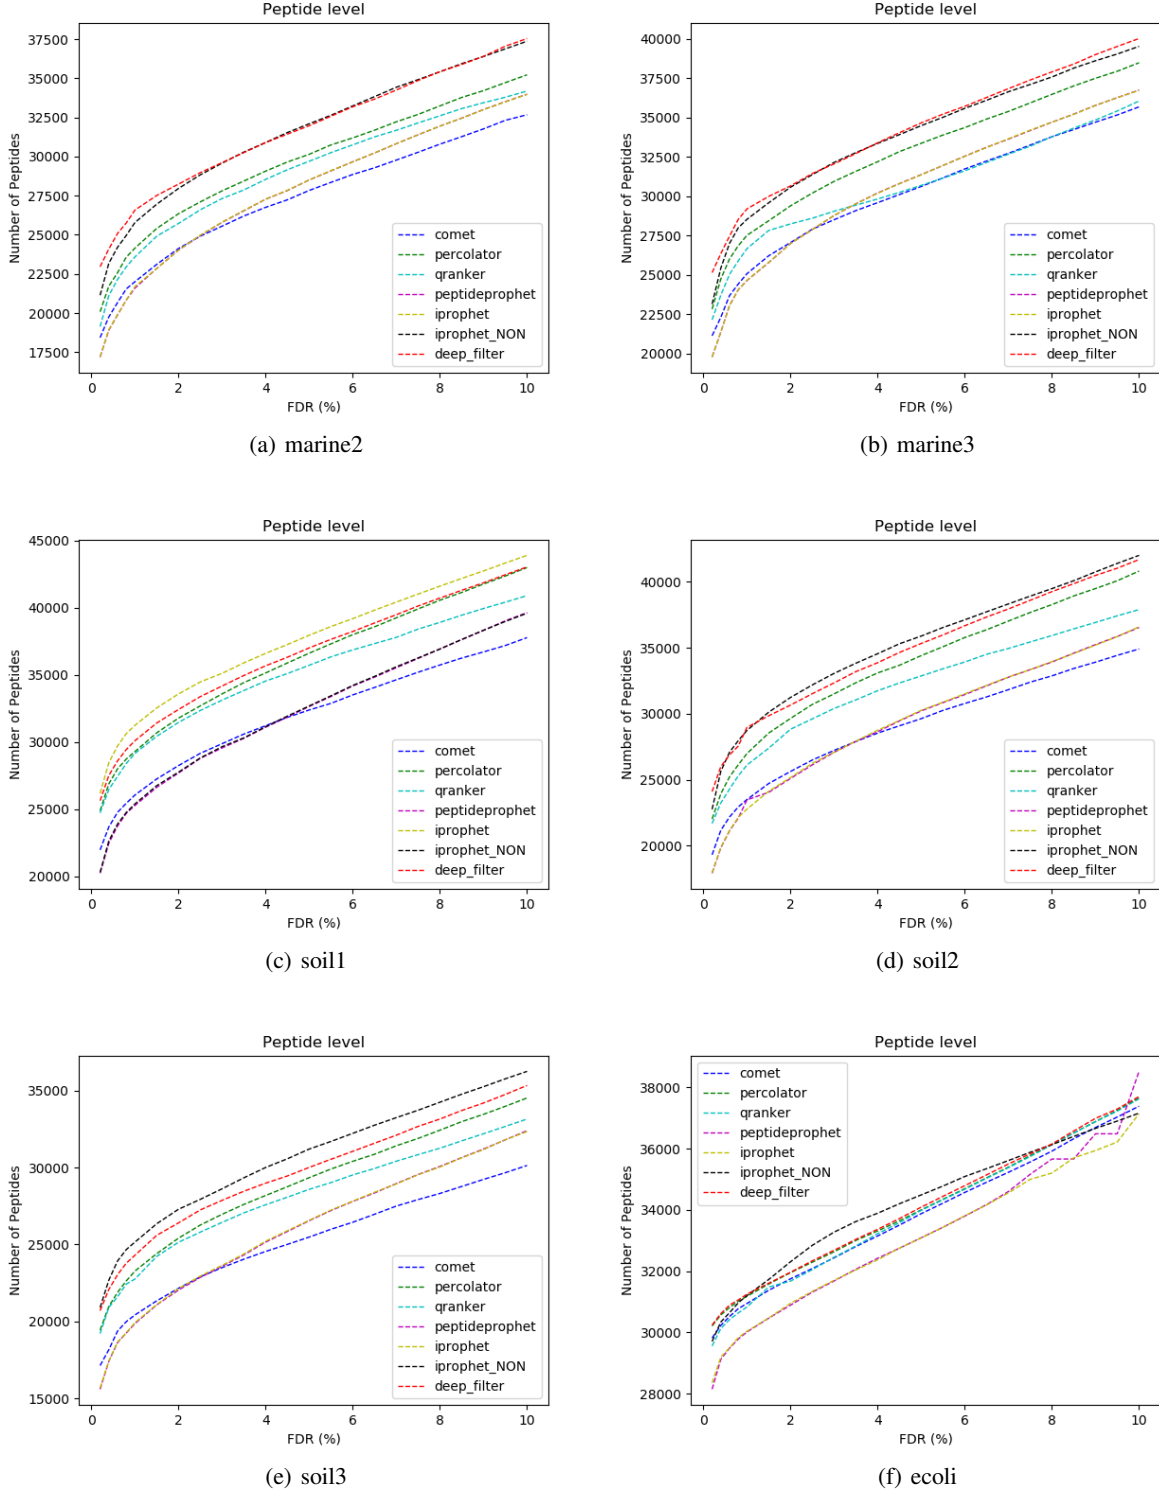 Peptide level
Number of Peptides
37500
35000
32500
30000
27500
25000
22500
20000
17500
comet
percolator
qranker
peptideprophet
iprophet
iprophet_NON
deep_filter
0 2 4 6 8 10
FDR (%)
(a) marine2
Peptide level
Number of Peptides
40000
37500
35000
32500
30000
27500
25000
22500
20000
comet
percolator
qranker
peptideprophet
iprophet
iprophet_NON
deep_filter
0 2 4 6 8 10
FDR (%)
(b) marine3
Peptide level
Number of Peptides
45000
40000
35000
30000
25000
20000
comet
percolator
qranker
peptideprophet
iprophet
iprophet_NON
deep_filter
0 2 4 6 8 10
FDR (%)
(c) soil1
Peptide level
Number of Peptides
40000
35000
30000
25000
20000
comet
percolator
qranker
peptideprophet
iprophet
iprophet_NON
deep_filter
0 2 4 6 8 10
FDR (%)
(d) soil2
Peptide level
Number of Peptides
35000
30000
25000
20000
15000
comet
percolator
qranker
peptideprophet
iprophet
iprophet_NON
deep_filter
0 2 4 6 8 10
FDR (%)
(e) soil3
Peptide level
Number of Peptides
38000
36000
34000
32000
30000
28000
comet
percolator
qranker
peptideprophet
iprophet
iprophet_NON
deep_filter
0 2 4 6 8 10
FDR (%)
(f) ecoli